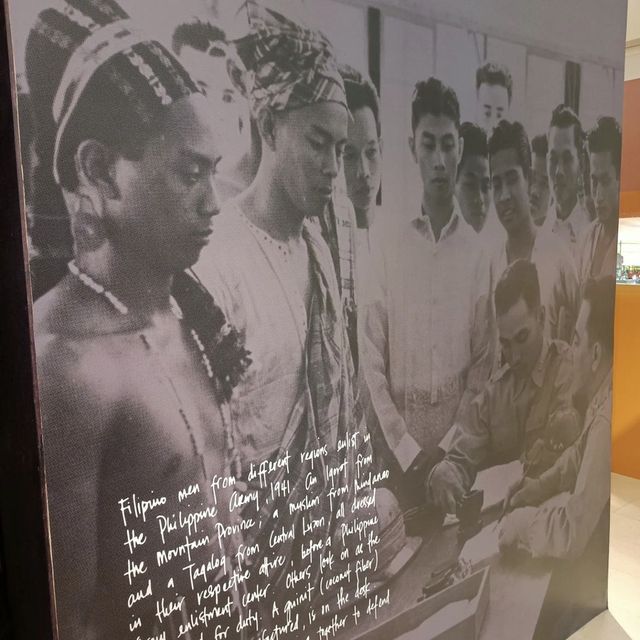 Filipino men from different regions enlist in
the Philippine Army, 1941. An Igorot from
the Mountain Province, a muslim from Mindanao
and a Tagalog from Central Luzon, all dressed
in their respective attire, before a Philippine
Army enlistment center. Others look on as the
for duty. A guinit (coconut fiber)
featured, is on the desk
together to defend